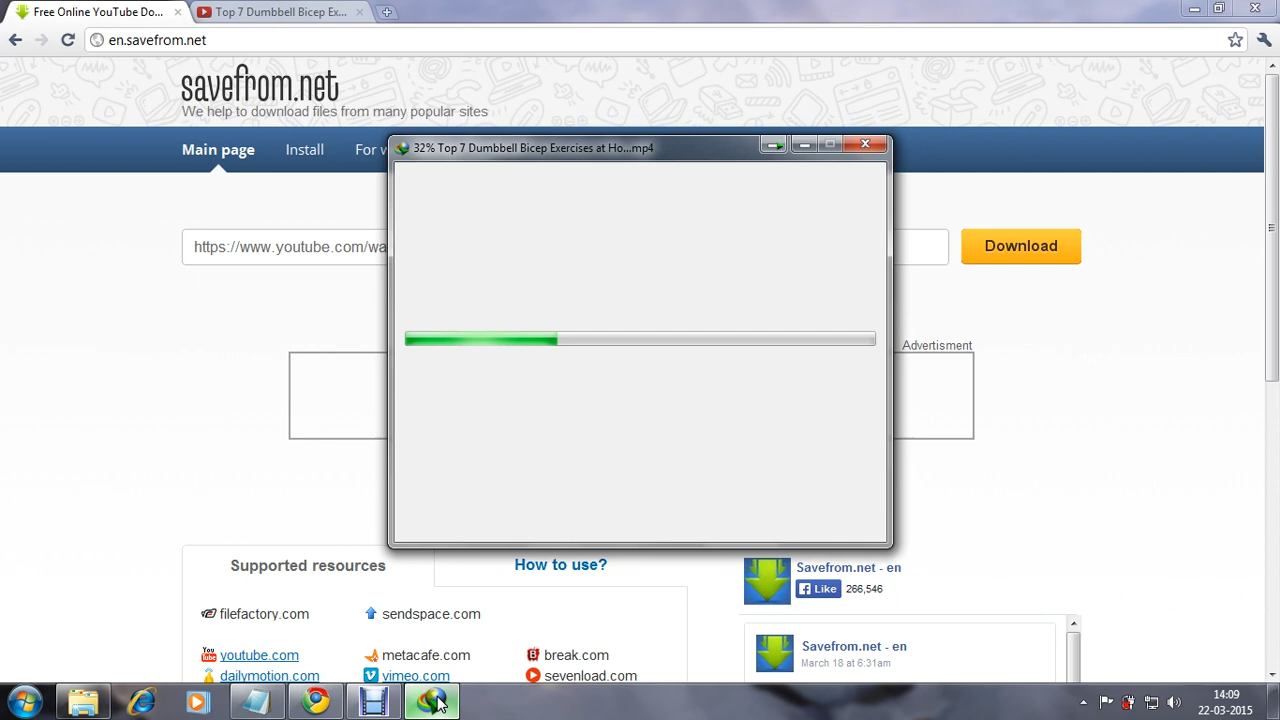 Free Online YouTube Do...
Top 7 Dumbbell Bicep Ex...
en.savefrom.net
savefrom.net
We help to download files from many popular sites
Main page
Install
For w
32% Top 7 Dumbbell Bicep Exercises at Ho...mp4
https://www.youtube.com/wa
Download
Advertisment
Supported resources
How to use?
filefactory.com
sendspace.com
youtube.com
metacafe.com
break.com
dailymotion.com
vimeo.com
sevenload.com
Savefrom.net - en
Like
266,546
Savefrom.net - en
March 18 at 6:31am
14:09
22-03-2015